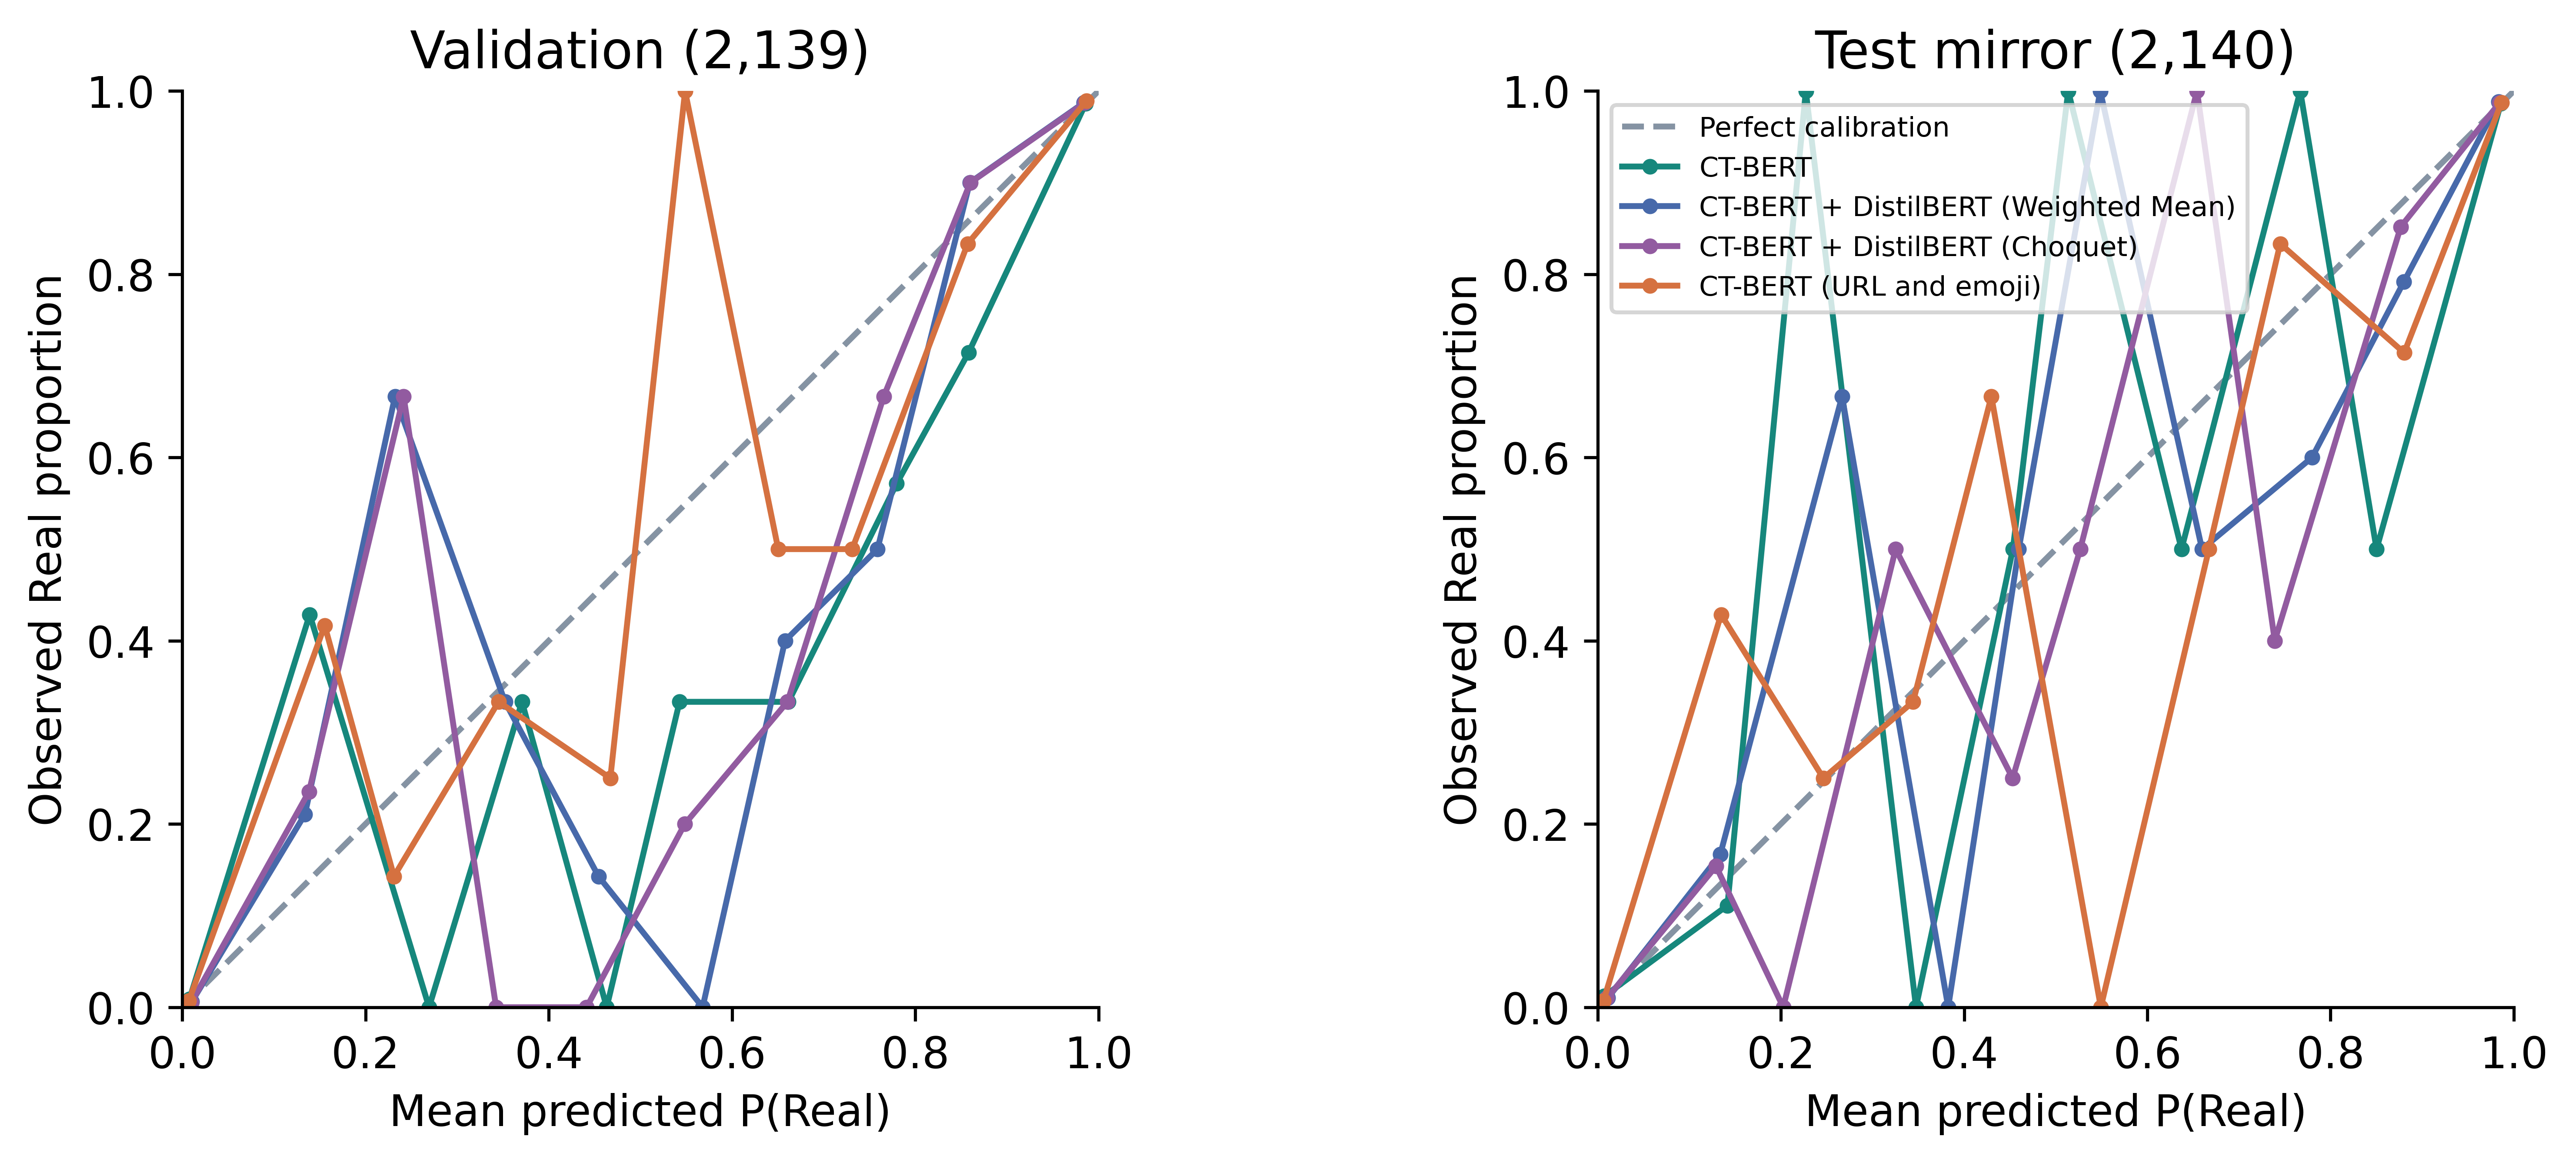 Validation (2,139)
1.0
0.8
0.6
0.4
0.2
0.0
Observed Real proportion
0.0 0.2 0.4 0.6 0.8 1.0
Mean predicted P(Real)
Test mirror (2,140)
1.0
0.8
0.6
0.4
0.2
0.0
Observed Real proportion
Perfect calibration
CT-BERT
CT-BERT + DistilBERT (Weighted Mean)
CT-BERT + DistilBERT (Choquet)
CT-BERT (URL and emoji)
0.0 0.2 0.4 0.6 0.8 1.0
Mean predicted P(Real)